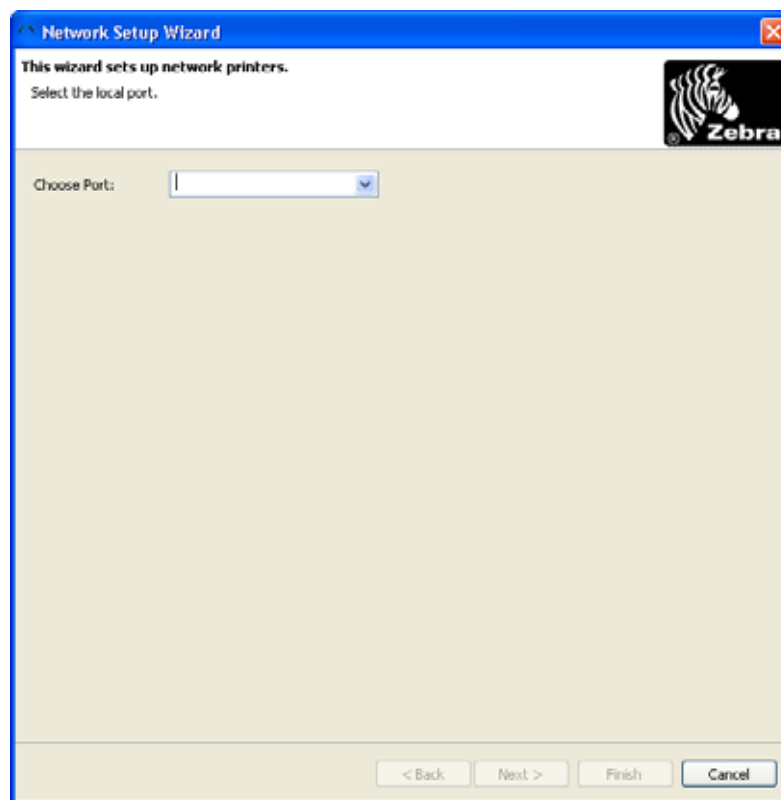 Network Setup Wizard
This wizard sets up network printers.
Select the local port.
® Zebra
Choose Port:
< Back Next > Finish Cancel